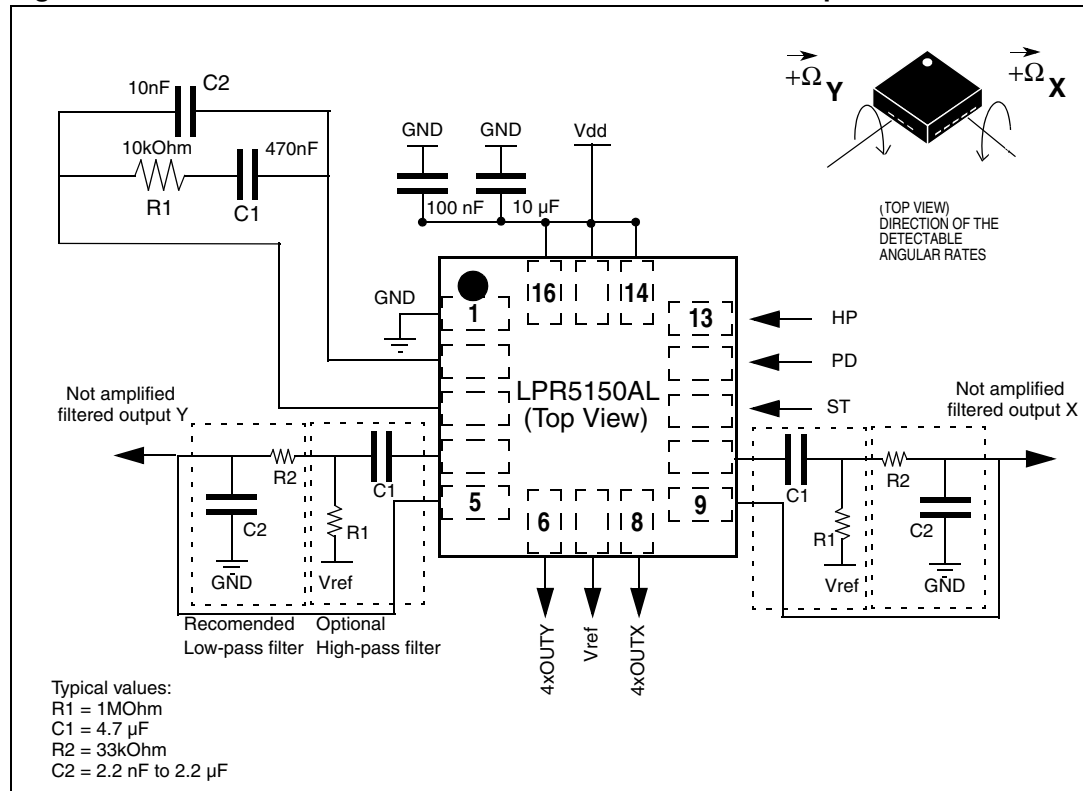 10nF
C2
10kOhm
470nF
R1
C1
GND
GND
Vdd
100 nF
10 µF
+Ω Y
+Ω X
(TOP VIEW)
DIRECTION OF THE
DETECTABLE
ANGULAR RATES
GND
1
16
14
13
HP
PD
ST
LPR5150AL
(Top View)
Not amplified
filtered output Y
Not amplified
filtered output X
R2
C1
C2
R1
GND
Vref
5
6
8
9
C1
R2
R1
C2
Vref
GND
Recomended
Low-pass filter
Optional
High-pass filter
4xOUTY
Vref
4xOUTX
Typical values:
R1 = 1MOhm
C1 = 4.7 µF
R2 = 33kOhm
C2 = 2.2 nF to 2.2 µF